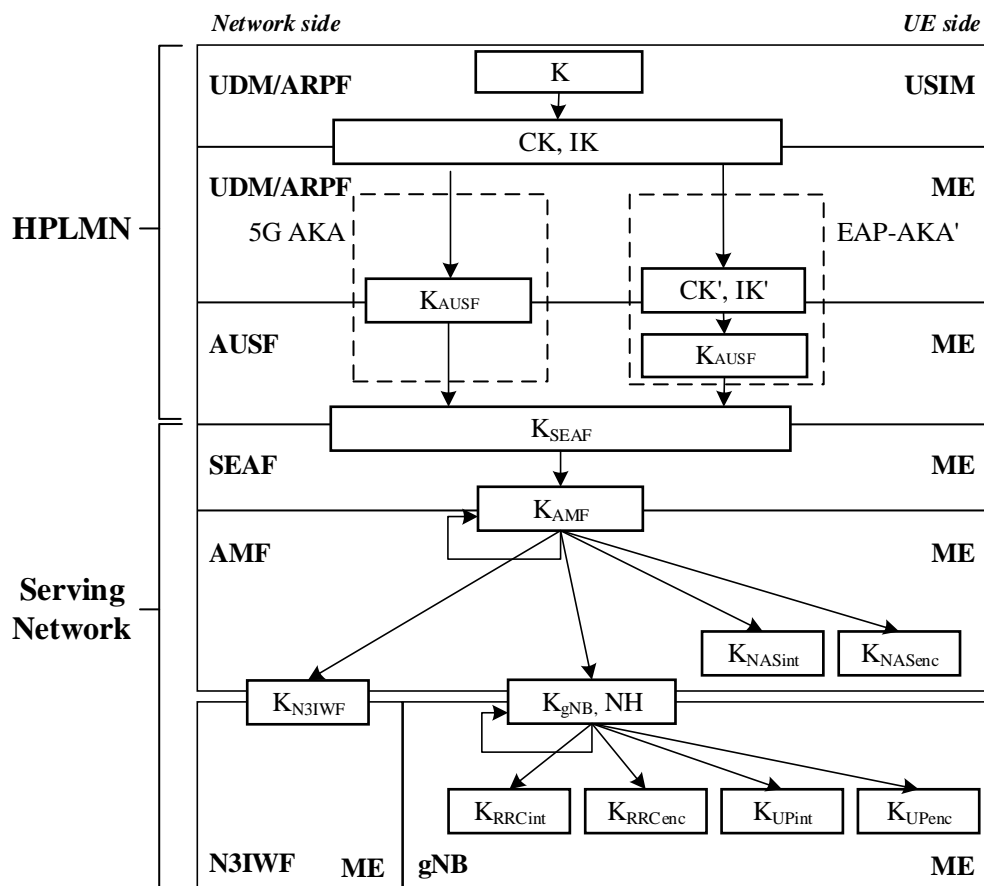 Network side UE side
K
UDM/ARPF USIM
CK, IK
UDM/ARPF ME
HPLMN
5G AKA EAP-AKA'
CK', IK'
KAUSF
AUSF ME
KAUSF
KSEAF
SEAF ME
KAMF
AMF ME
Serving
Network
KNASint KNASenc
KN3IWF KgNB, NH
KRRCint KRRCenc KUPint KUPenc
N3IWF ME gNB ME